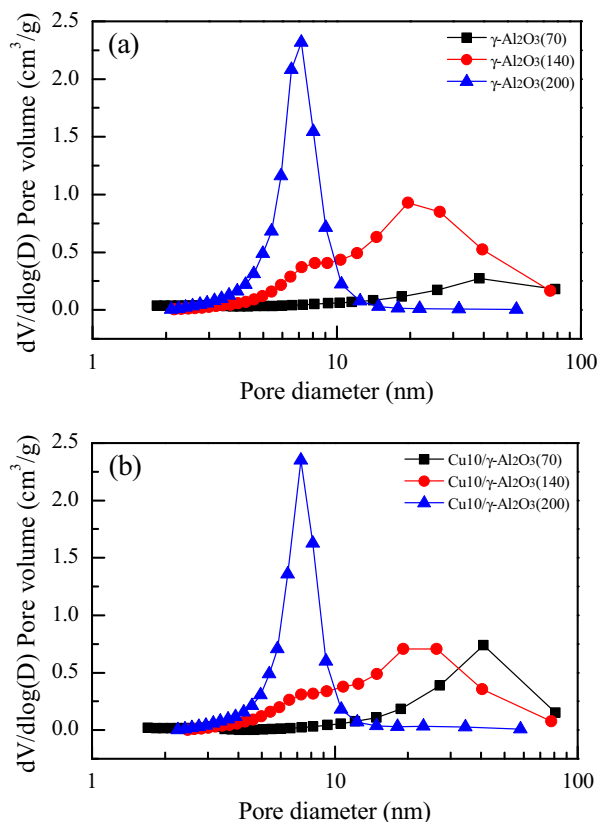 (a)
γ-Al2O3(70)
γ-Al2O3(140)
γ-Al2O3(200)
2.5
2.0
1.5
1.0
0.5
0.0
dV/dlog(D) Pore volume (cm³/g)
1 10 100
Pore diameter (nm)
(b)
Cu10/γ-Al2O3(70)
Cu10/γ-Al2O3(140)
Cu10/γ-Al2O3(200)
2.5
2.0
1.5
1.0
0.5
0.0
dV/dlog(D) Pore volume (cm³/g)
1 10 100
Pore diameter (nm)